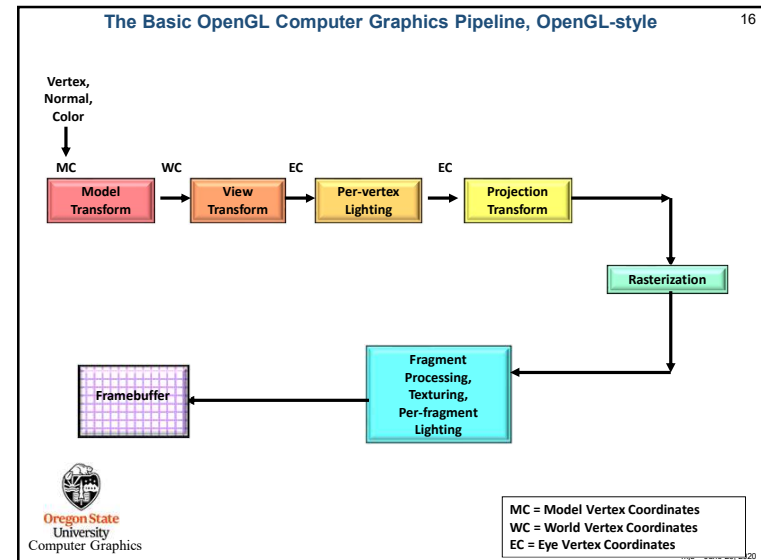 The Basic OpenGL Computer Graphics Pipeline, OpenGL-style
16
Vertex,
Normal,
Color
MC
WC
EC
EC
Model
Transform
View
Transform
Per-vertex
Lighting
Projection
Transform
Rasterization
Fragment
Processing,
Texturing,
Per-fragment
Lighting
Framebuffer
Oregon State
University
Computer Graphics
MC = Model Vertex Coordinates
WC = World Vertex Coordinates
EC = Eye Vertex Coordinates